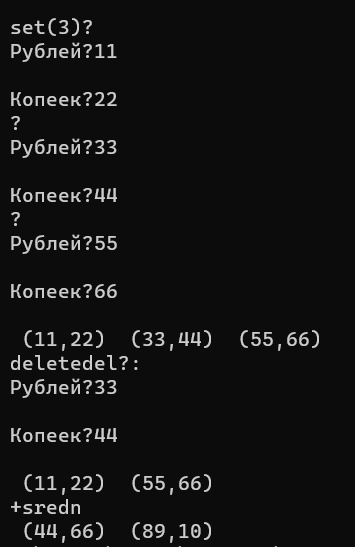 set(3)?
Рублей?11
Копеек?22
?
Рублей?33
Копеек?44
?
Рублей?55
Копеек?66
(11,22) (33,44) (55,66)
deletedel?:
Рублей?33
Копеек?44
(11,22) (55,66)
+sredn
(44,66) (89,10)